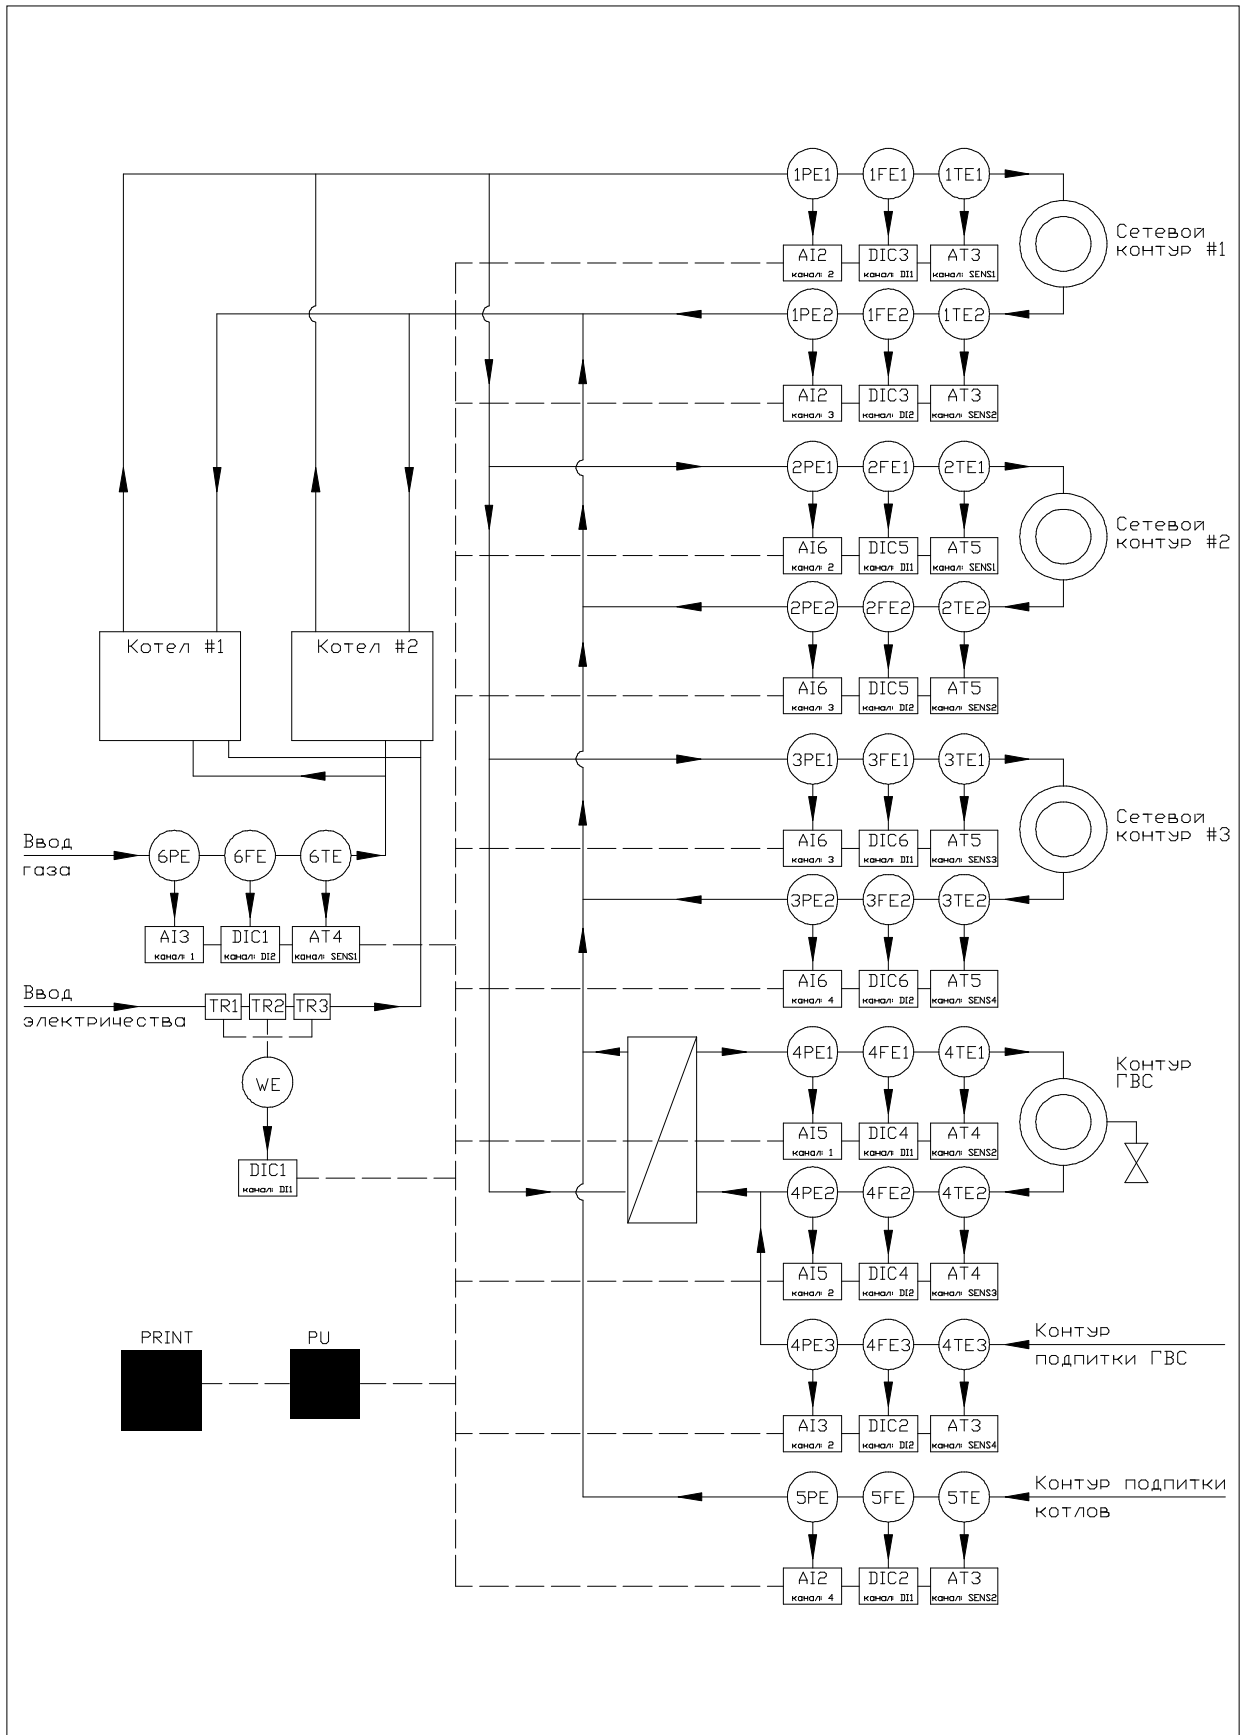 1PE1 1FE1 1TE1
Сетевой
контур #1
AI2 DIC3 AT3
канал: 2 канал: DI1 канал: SENS1
1PE2 1FE2 1TE2
AI2 DIC3 AT3
канал: 3 канал: DI2 канал: SENS2
2PE1 2FE1 2TE1
Сетевой
контур #2
AI6 DIC5 AT5
канал: 2 канал: DI1 канал: SENS1
2PE2 2FE2 2TE2
Котел #1 Котел #2
AI6 DIC5 AT5
канал: 3 канал: DI2 канал: SENS2
3PE1 3FE1 3TE1
Сетевой
контур #3
AI6 DIC6 AT5
канал: 3 канал: DI1 канал: SENS3
Ввод
газа
6PE 6FE 6TE
3PE2 3FE2 3TE2
AI3 DIC1 AT4
канал: 1 канал: DI2 канал: SENS1
AI6 DIC6 AT5
канал: 4 канал: DI2 канал: SENS4
Ввод
электричества
TR1 TR2 TR3
4PE1 4FE1 4TE1
Контур
ГВС
WE
AI5 DIC4 AT4
канал: 1 канал: DI1 канал: SENS2
DIC1
канал: DI1
4PE2 4FE2 4TE2
AI5 DIC4 AT4
канал: 2 канал: DI2 канал: SENS3
PRINT PU
4PE3 4FE3 4TE3
Контур
подпитки ГВС
AI3 DIC2 AT3
канал: 2 канал: DI2 канал: SENS4
5PE 5FE 5TE
Контур подпитки
котлов
AI2 DIC2 AT3
канал: 4 канал: DI1 канал: SENS2